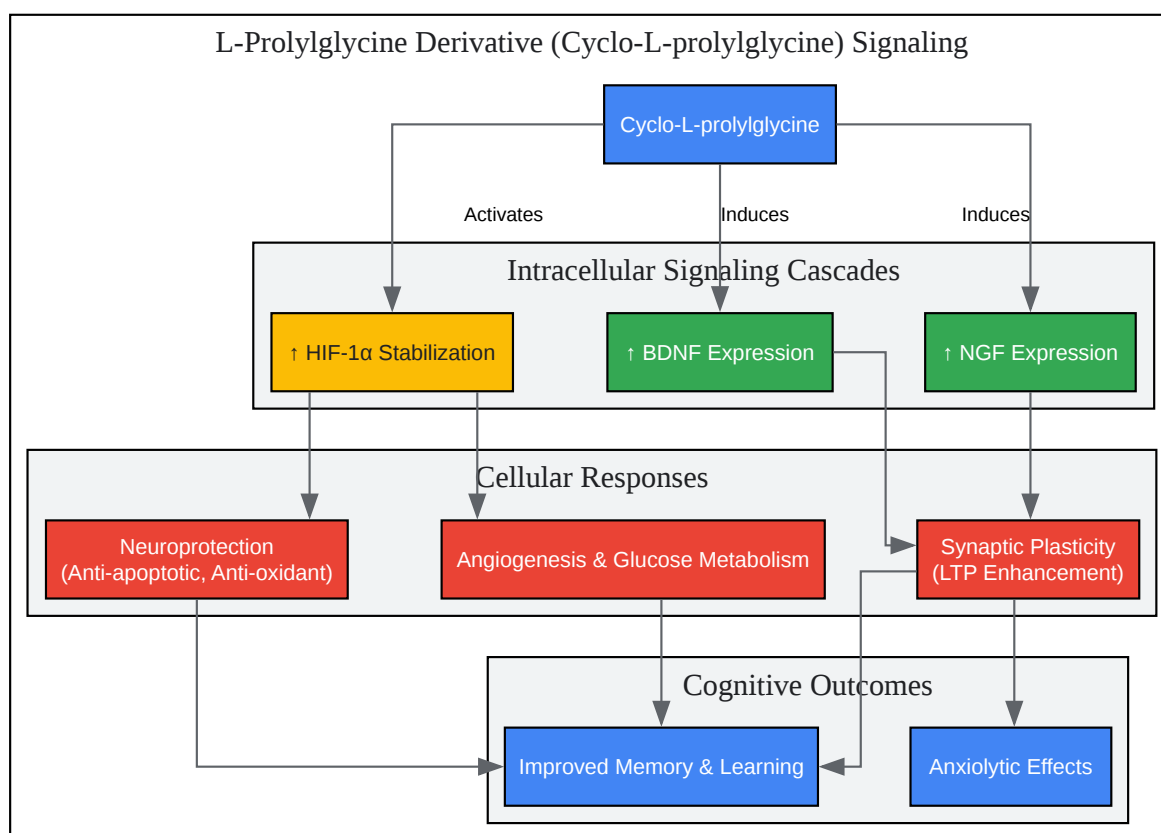 L-Prolylglycine Derivative (Cyclo-L-prolylglycine) Signaling
Cyclo-L-prolylglycine
Activates
Induces
Induces
Intracellular Signaling Cascades
↑ HIF-1α Stabilization
↑ BDNF Expression
↑ NGF Expression
Cellular Responses
Neuroprotection
(Anti-apoptotic, Anti-oxidant)
Angiogenesis & Glucose Metabolism
Synaptic Plasticity
(LTP Enhancement)
Cognitive Outcomes
Improved Memory & Learning
Anxiolytic Effects